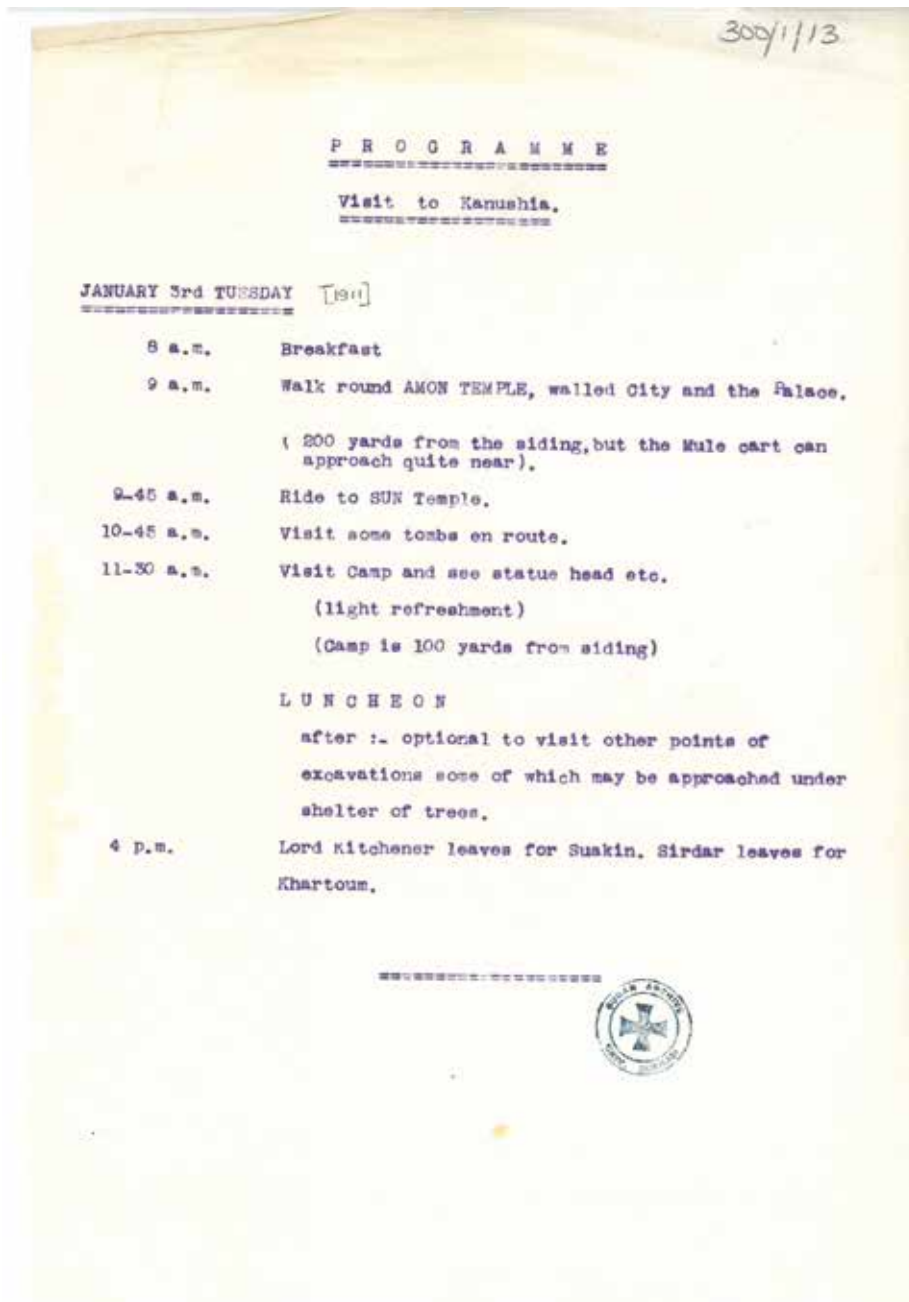 300/1/13
P R O G R A M M E
Visit to Kanushia.
JANUARY 3rd TUESDAY [1911]
8 a.m. Breakfast
9 a.m. Walk round AMON TEMPLE, walled City and the Palace.
( 200 yards from the siding,but the Mule cart can
approach quite near).
9-45 a.m. Ride to SUN Temple.
10-45 a.m. Visit some tombs en route.
11-30 a.m. Visit Camp and see statue head etc.
(light refreshment)
(Camp is 100 yards from siding)
L U N C H E O N
after :- optional to visit other points of
excavations some of which may be approached under
shelter of trees.
4 p.m. Lord Kitchener leaves for Suakin. Sirdar leaves for
Khartoum.
SUDAN ARCHIVE
DURHAM